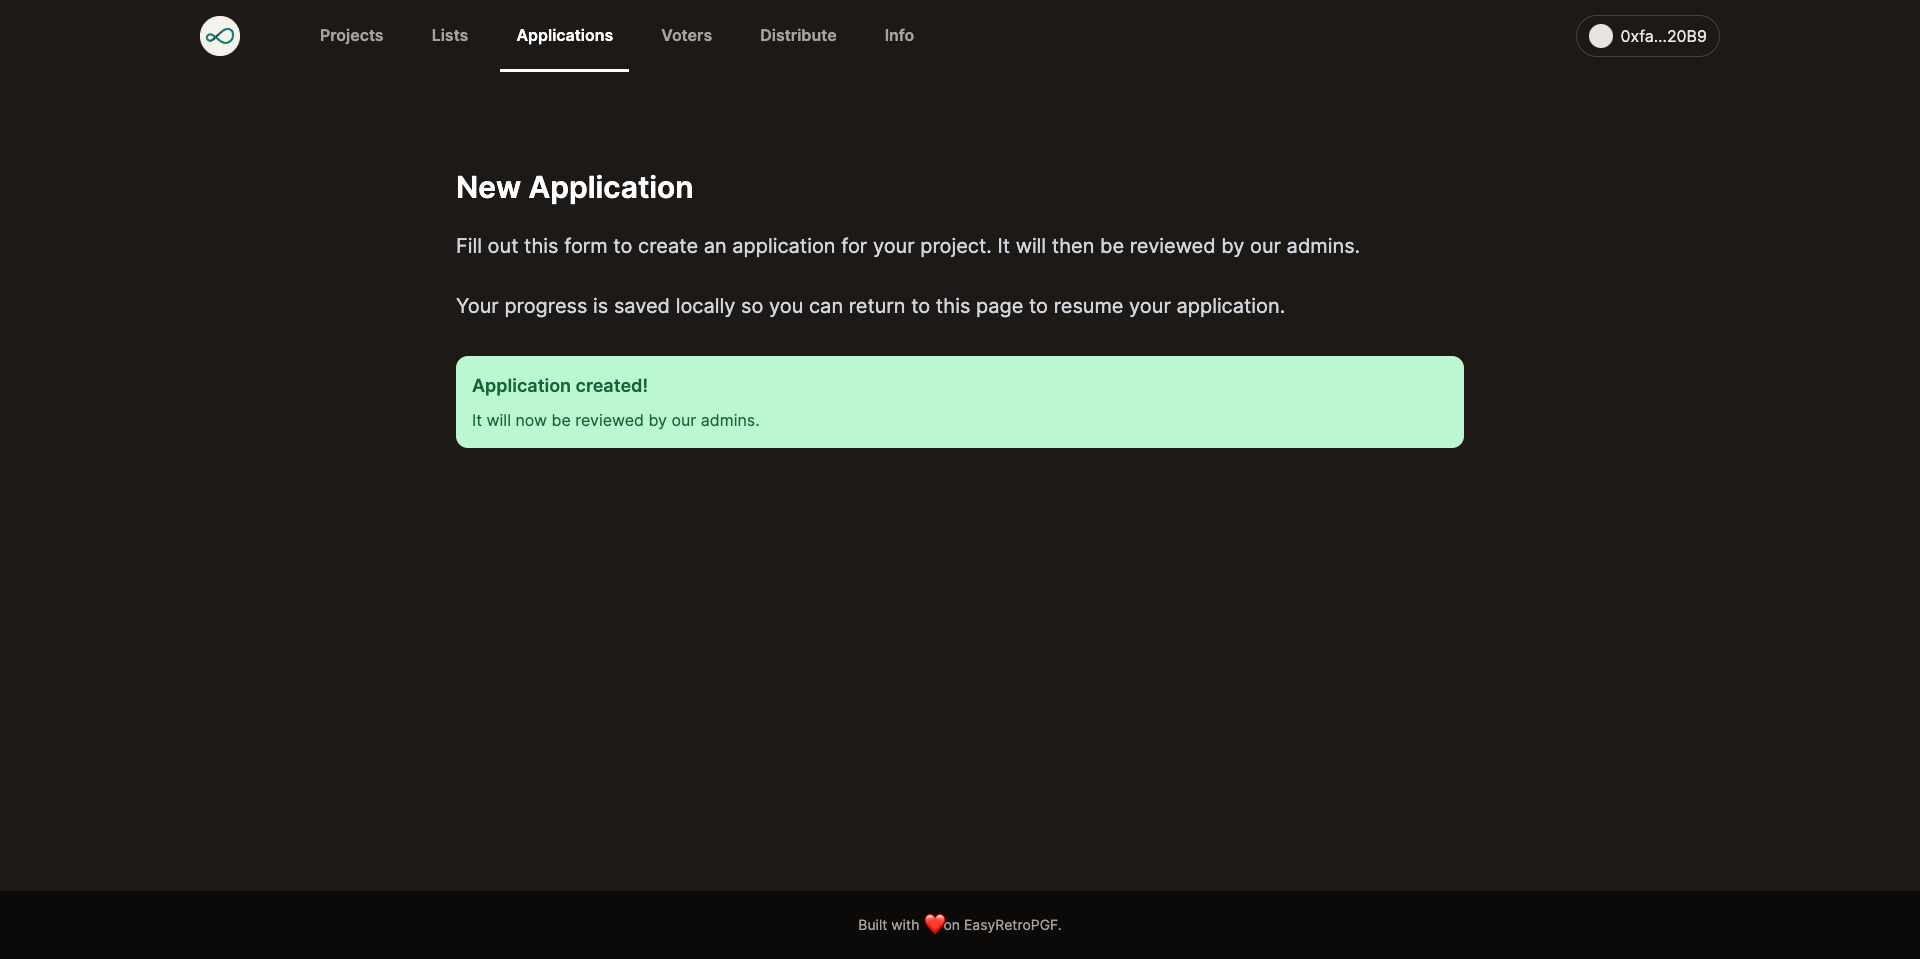 Projects
Lists
Applications
Voters
Distribute
Info
0xfa...20B9
New Application
Fill out this form to create an application for your project. It will then be reviewed by our admins.
Your progress is saved locally so you can return to this page to resume your application.
Application created!
It will now be reviewed by our admins.
Built with ❤️on EasyRetroPGF.